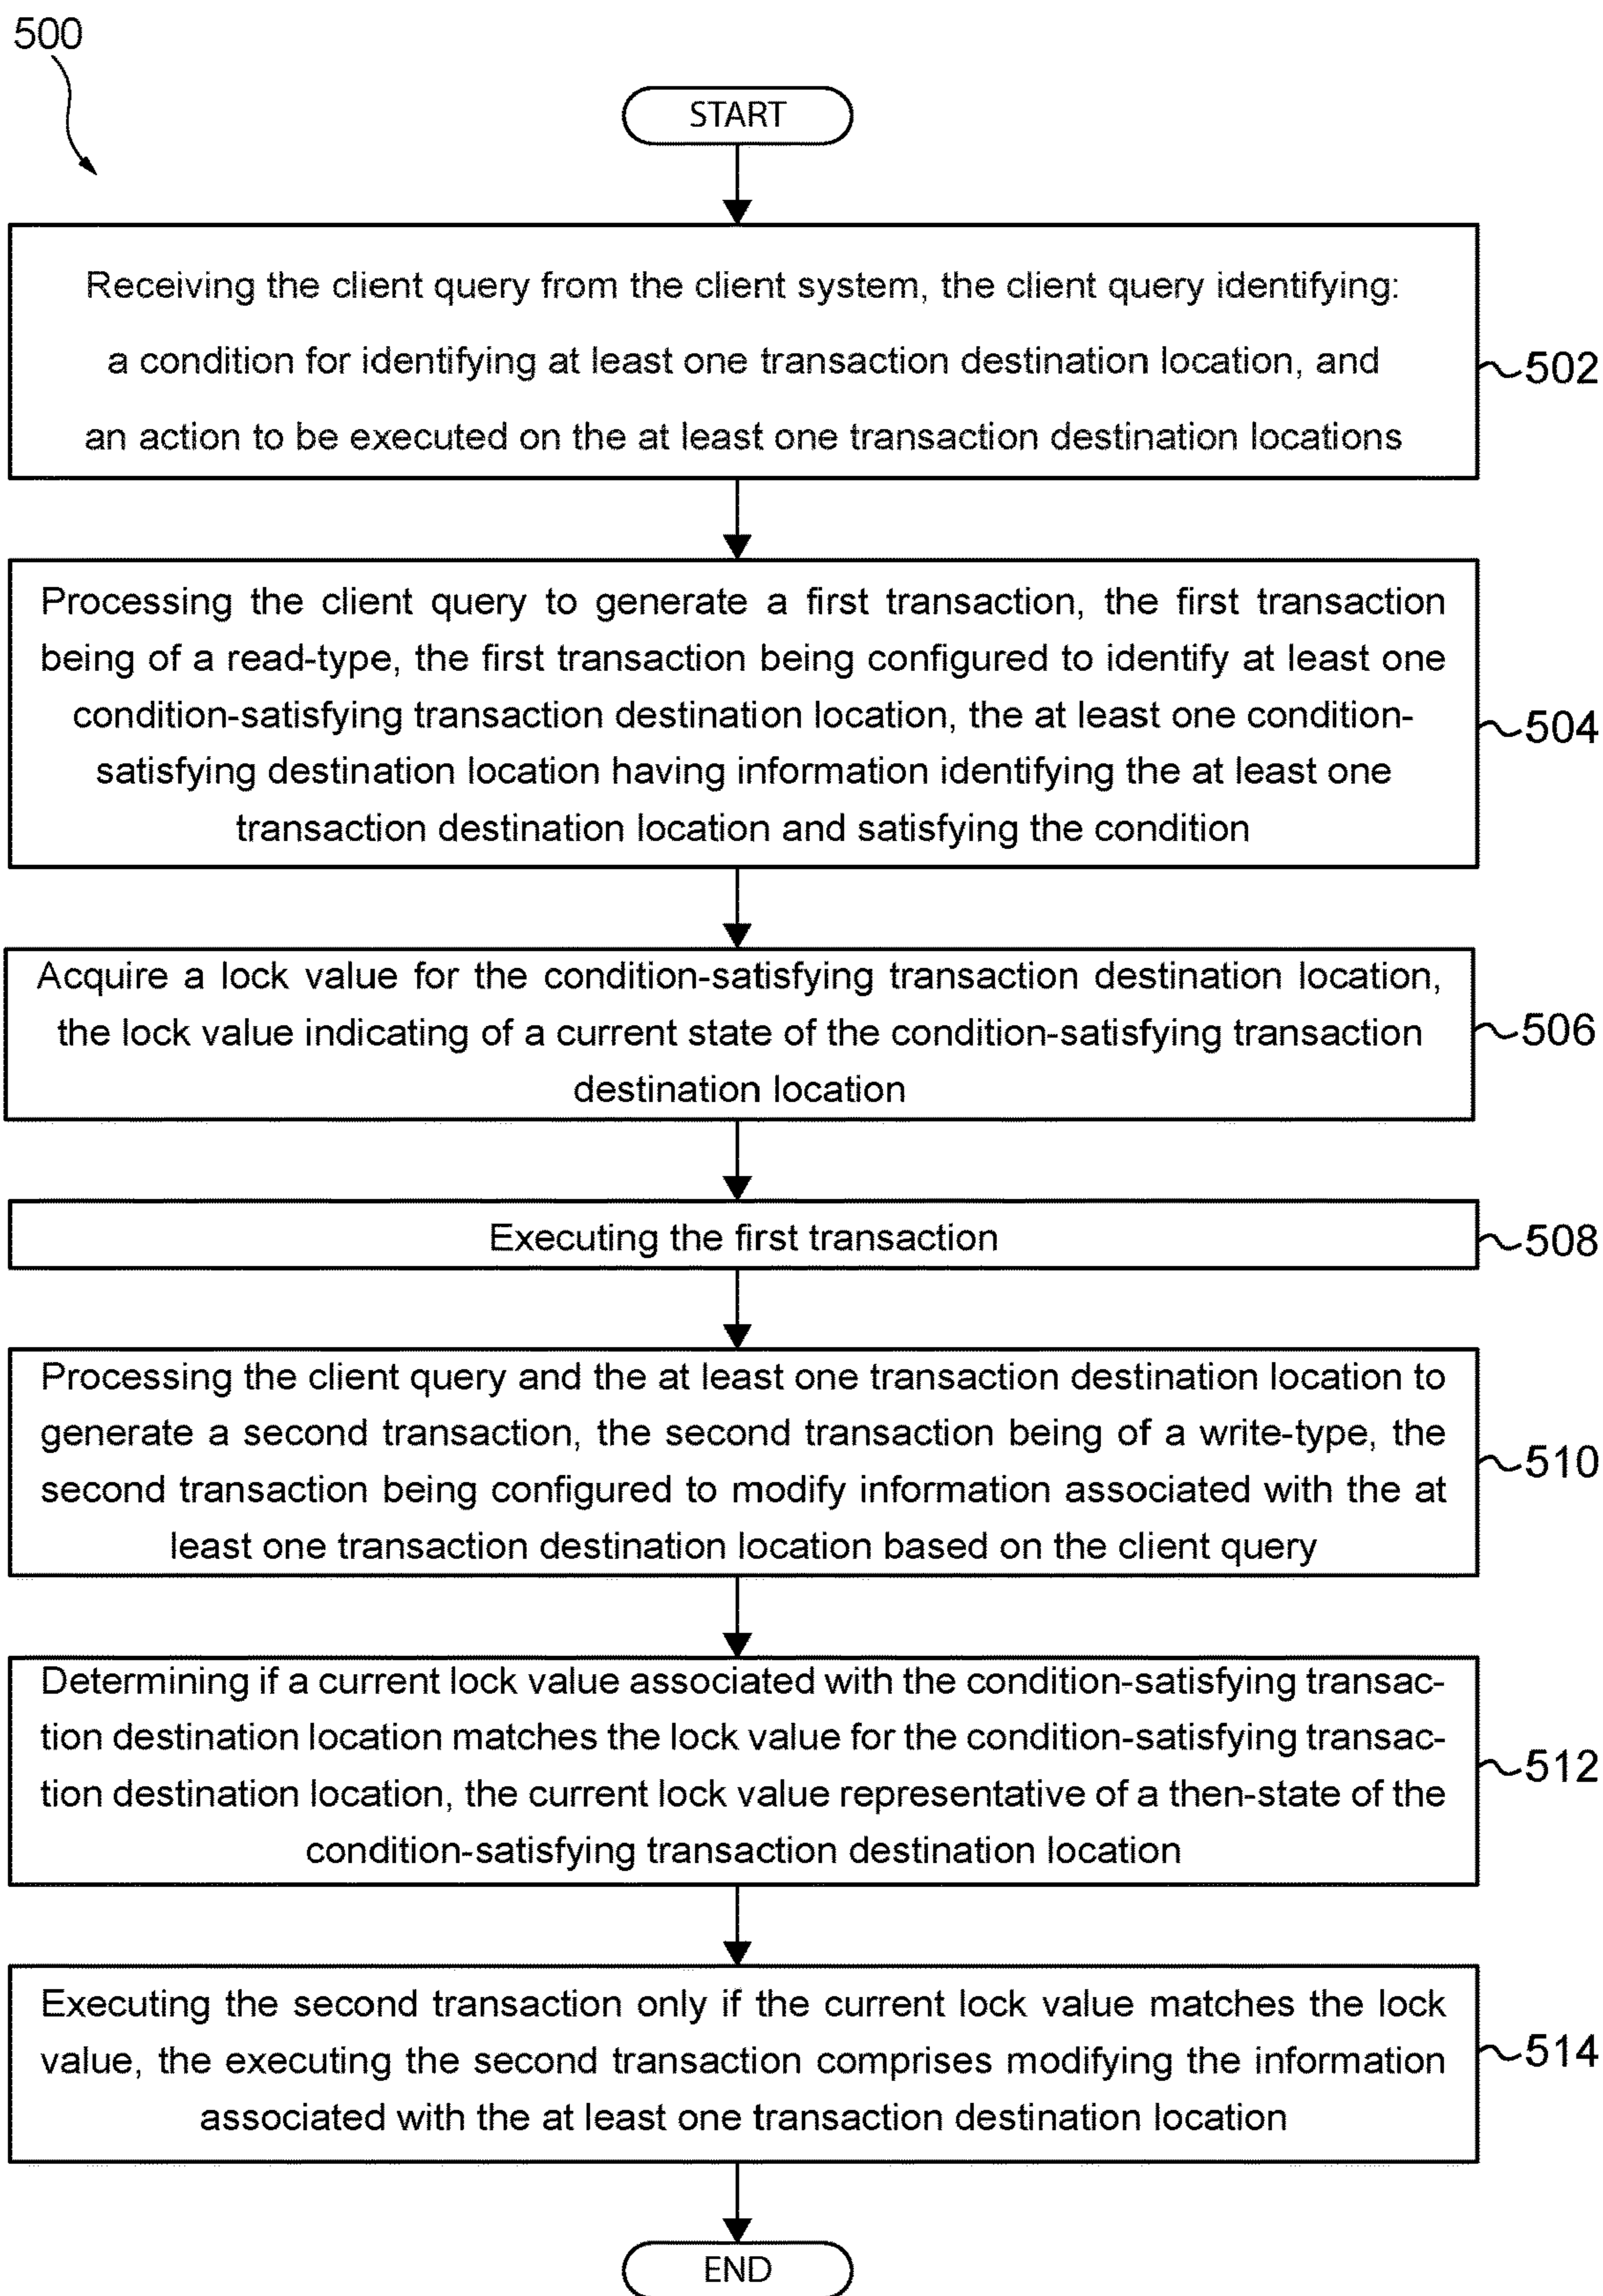 500
START
Receiving the client query from the client system, the client query identifying:
a condition for identifying at least one transaction destination location, and
an action to be executed on the at least one transaction destination locations
502
Processing the client query to generate a first transaction, the first transaction
being of a read-type, the first transaction being configured to identify at least one
condition-satisfying transaction destination location, the at least one condition-
satisfying destination location having information identifying the at least one
transaction destination location and satisfying the condition
504
Acquire a lock value for the condition-satisfying transaction destination location,
the lock value indicating of a current state of the condition-satisfying transaction
destination location
506
Executing the first transaction
508
Processing the client query and the at least one transaction destination location to
generate a second transaction, the second transaction being of a write-type, the
second transaction being configured to modify information associated with the at
least one transaction destination location based on the client query
510
Determining if a current lock value associated with the condition-satisfying transac-
tion destination location matches the lock value for the condition-satisfying transac-
tion destination location, the current lock value representative of a then-state of the
condition-satisfying transaction destination location
512
Executing the second transaction only if the current lock value matches the lock
value, the executing the second transaction comprises modifying the information
associated with the at least one transaction destination location
514
END